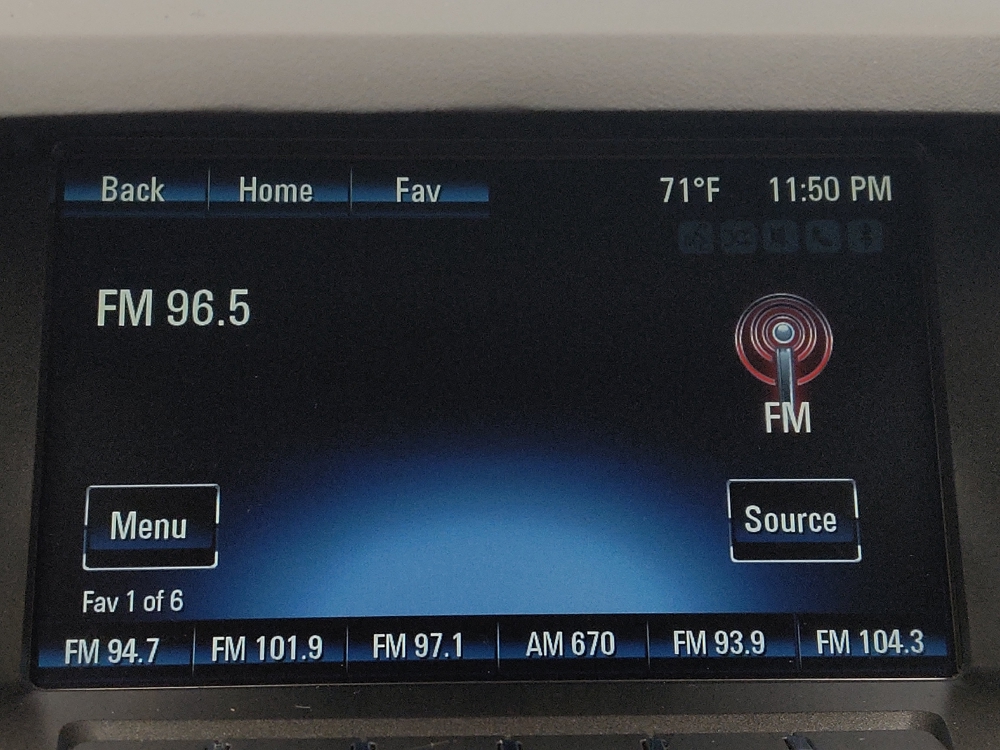 Back Home Fav 71°F 11:50 PM
FM 96.5
FM
Menu Source
Fav 1 of 6
FM 94.7 FM 101.9 FM 97.1 AM 670 FM 93.9 FM 104.3